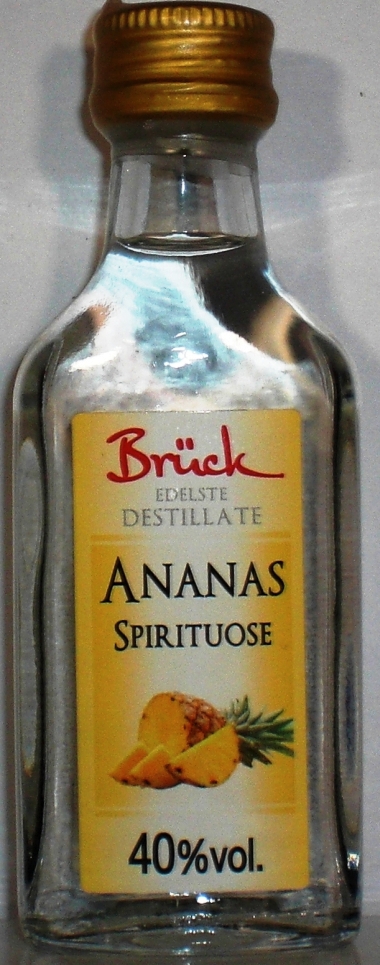 Brück
EDELSTE
DESTILLATE
ANANAS
SPIRITUOSE
40%vol.